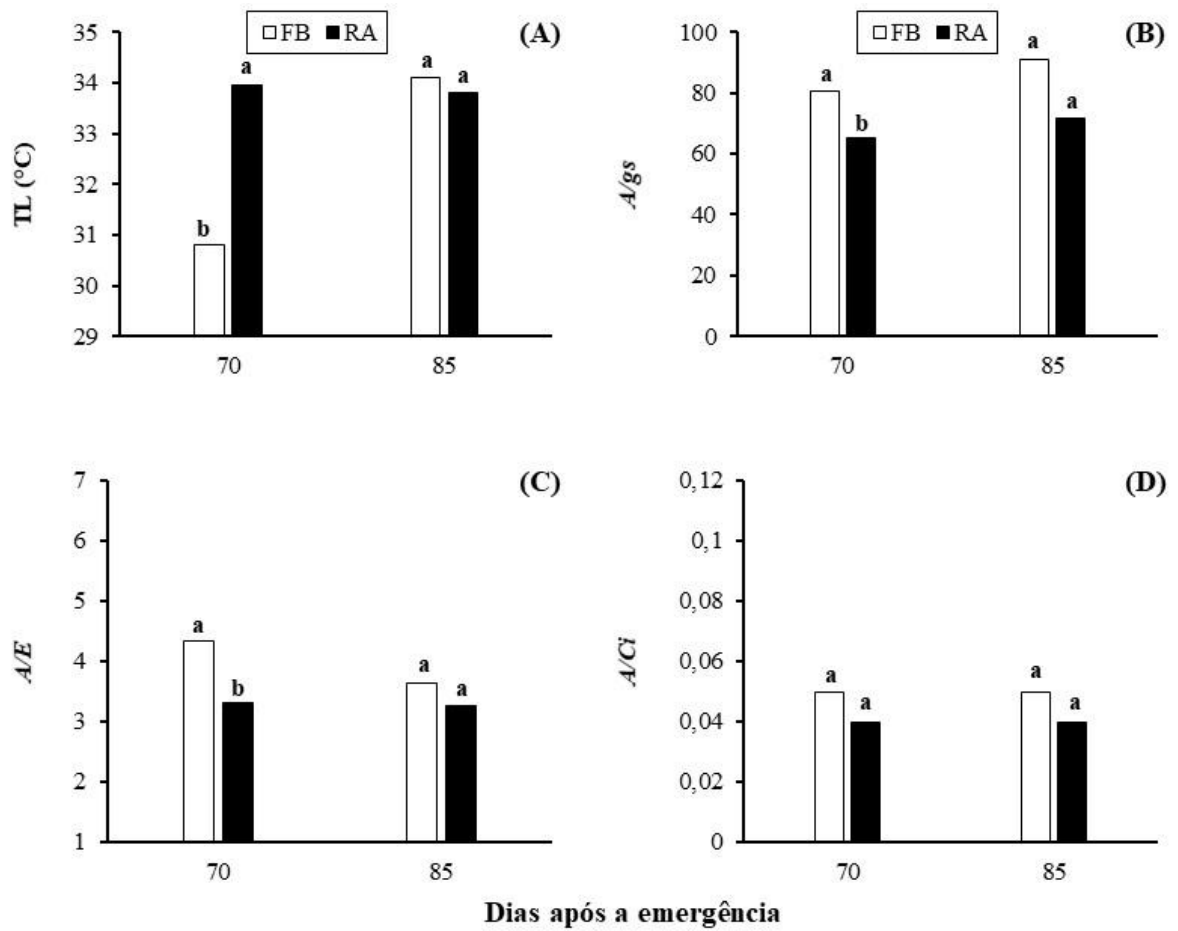 FB RA
(A)
TL (°C)
35
34
33
32
31
30
29
b
a
a
a
70
85
FB RA
(B)
A/gs
100
80
60
40
20
0
a
b
a
a
70
85
(C)
A/E
7
6
5
4
3
2
1
a
b
a
a
70
85
(D)
A/Ci
0,12
0,1
0,08
0,06
0,04
0,02
0
a
a
a
a
70
85
Dias após a emergência